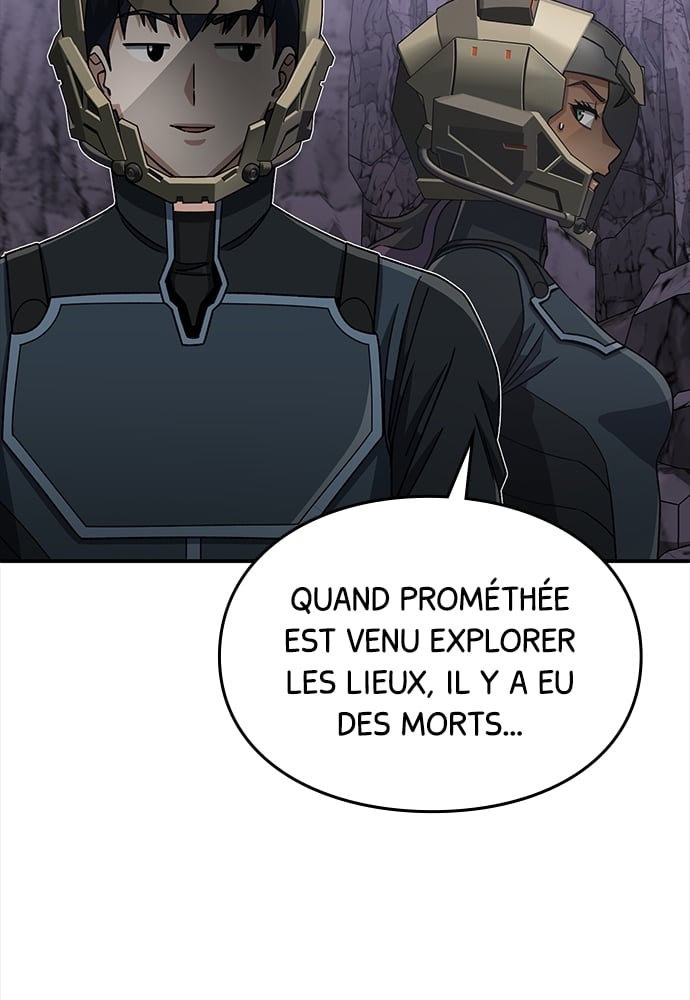 QUAND PROMÉTHÉE
EST VENU EXPLORER
LES LIEUX, IL Y A EU
DES MORTS...